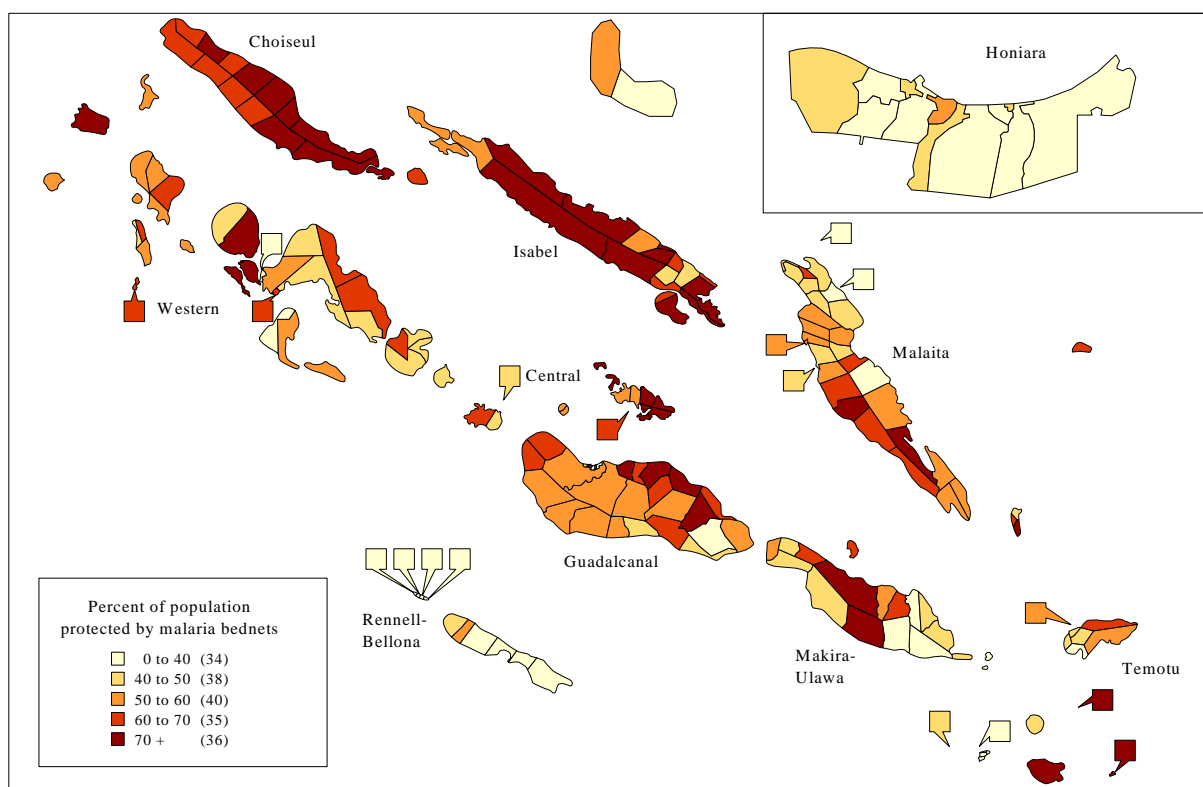 Choiseul
Honiara
Isabel
Western
Malaita
Central
Guadalcanal
Rennell-
Bellona
Makira-
Ulawa
Temotu
Percent of population
protected by malaria bednets
0 to 40 (34)
40 to 50 (38)
50 to 60 (40)
60 to 70 (35)
70 + (36)